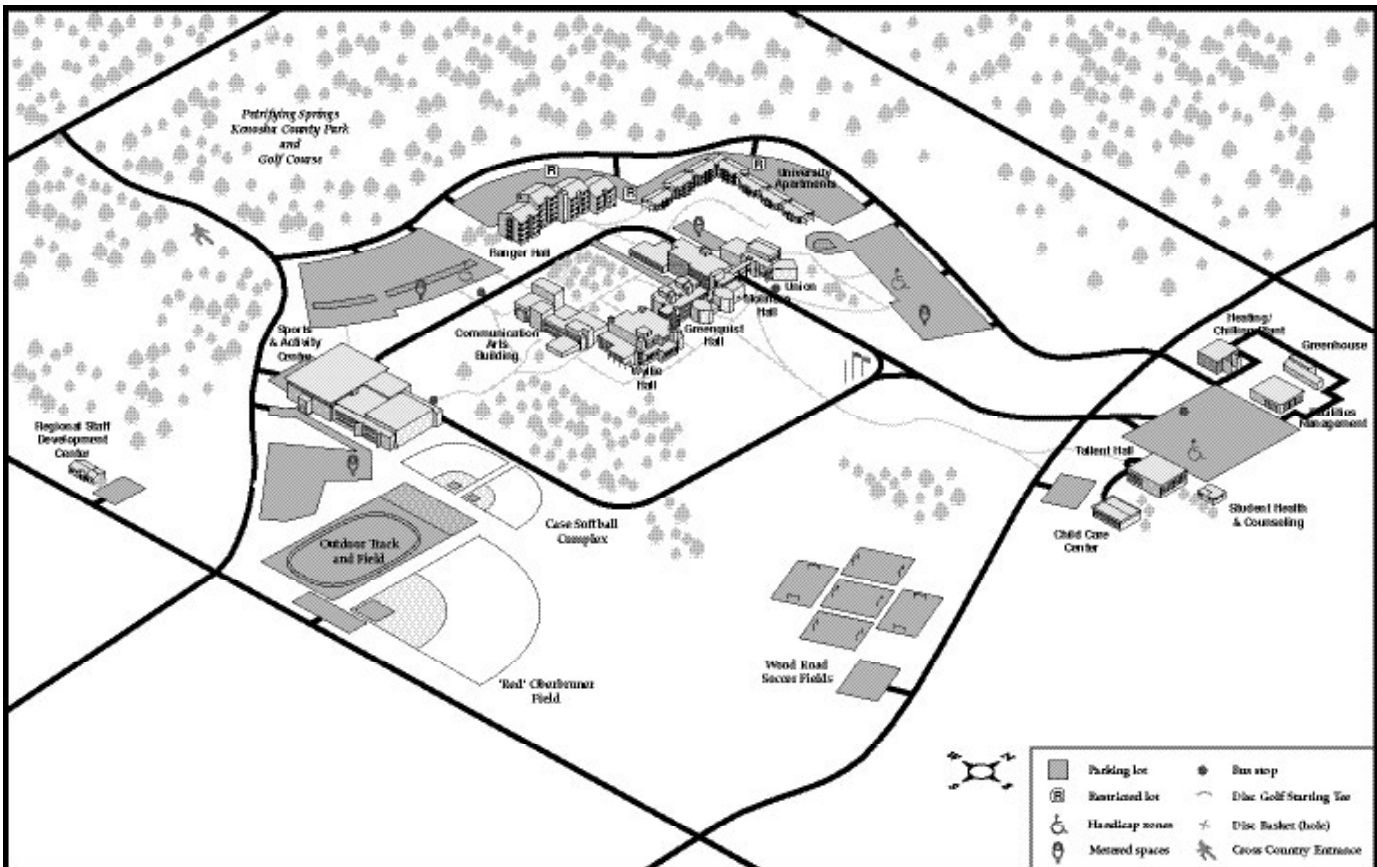 Petrifying Springs
Kenosha County Park
and
Golf Course
R
R
R
University
Apartments
Ranger Hall
Union
Hall
Greenquist
Hall
Communication
Arts
Building
Wyllie
Hall
Sports
& Activity
Center
Heating/
Chilling Plant
Greenhouse
Management
Regional Staff
Development
Center
Tallent Hall
Student Health
& Counseling
Child Care
Center
Case Softball
Complex
Outdoor Track
and Field
Wood Road
Soccer Fields
'Red' Oberbruner
Field
W
N
S
Parking lot
Bus stop
R
Restricted lot
Disc Golf Starting Tee
Handicap zones
Disc Basket (hole)
Metered spaces
Cross Country Entrance